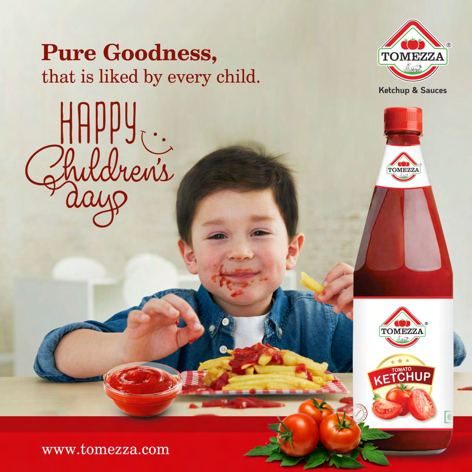 Pure Goodness,
that is liked by every child.
HAPPY
Children's
day
TOMEZZA®
Ketchup & Sauces
TOMEZZA
TOMEZZA®
TOMATO
KETCHUP
www.tomezza.com